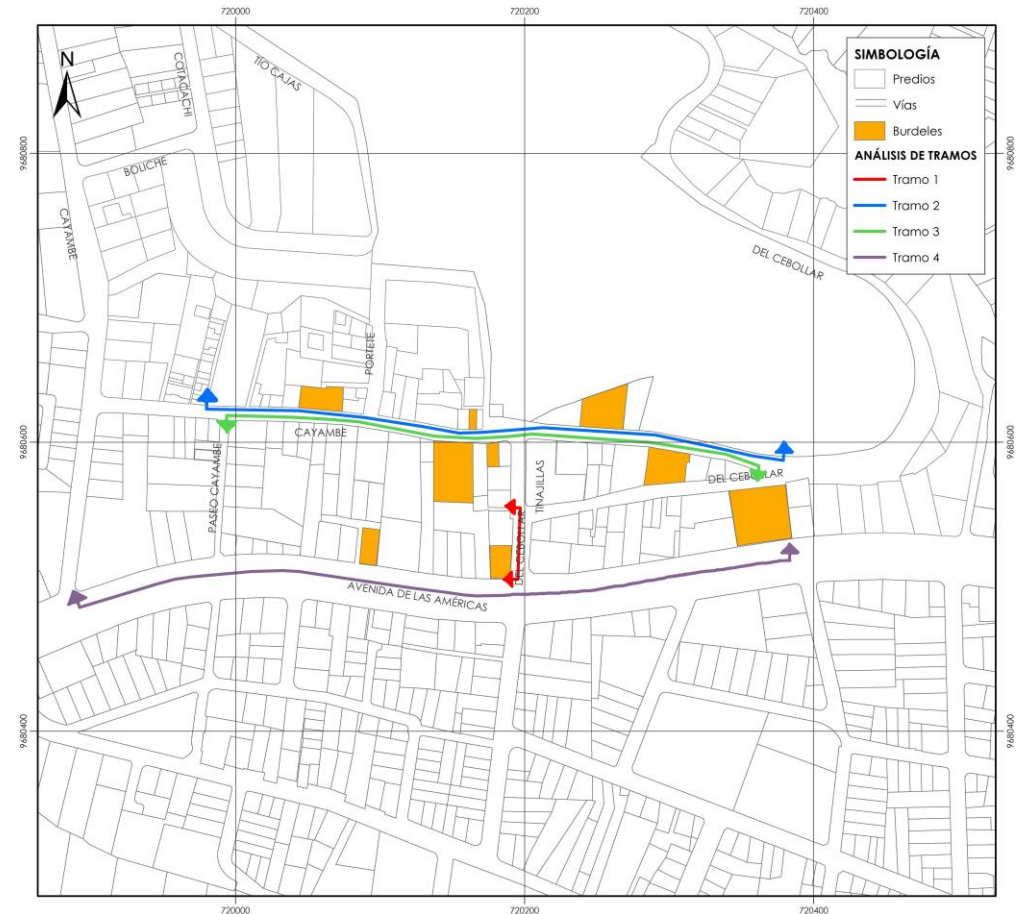 720000
720200
720400
N
COTACACHI
TÍO CAJAS
BOLICHE
CAYAMBE
9680800
9680800
SIMBOLOGÍA
Predios
Vías
Burdeles
ANÁLISIS DE TRAMOS
Tramo 1
Tramo 2
Tramo 3
Tramo 4
DEL CEBOLLAR
PORTETE
CAYAMBE
9680600
9680600
PASEO CAYAMBE
TINAJILLAS
DEL CEBOLLAR
DEL CEBOLLAR
AVENIDA DE LAS AMÉRICAS
9680400
9680400
720000
720200
720400